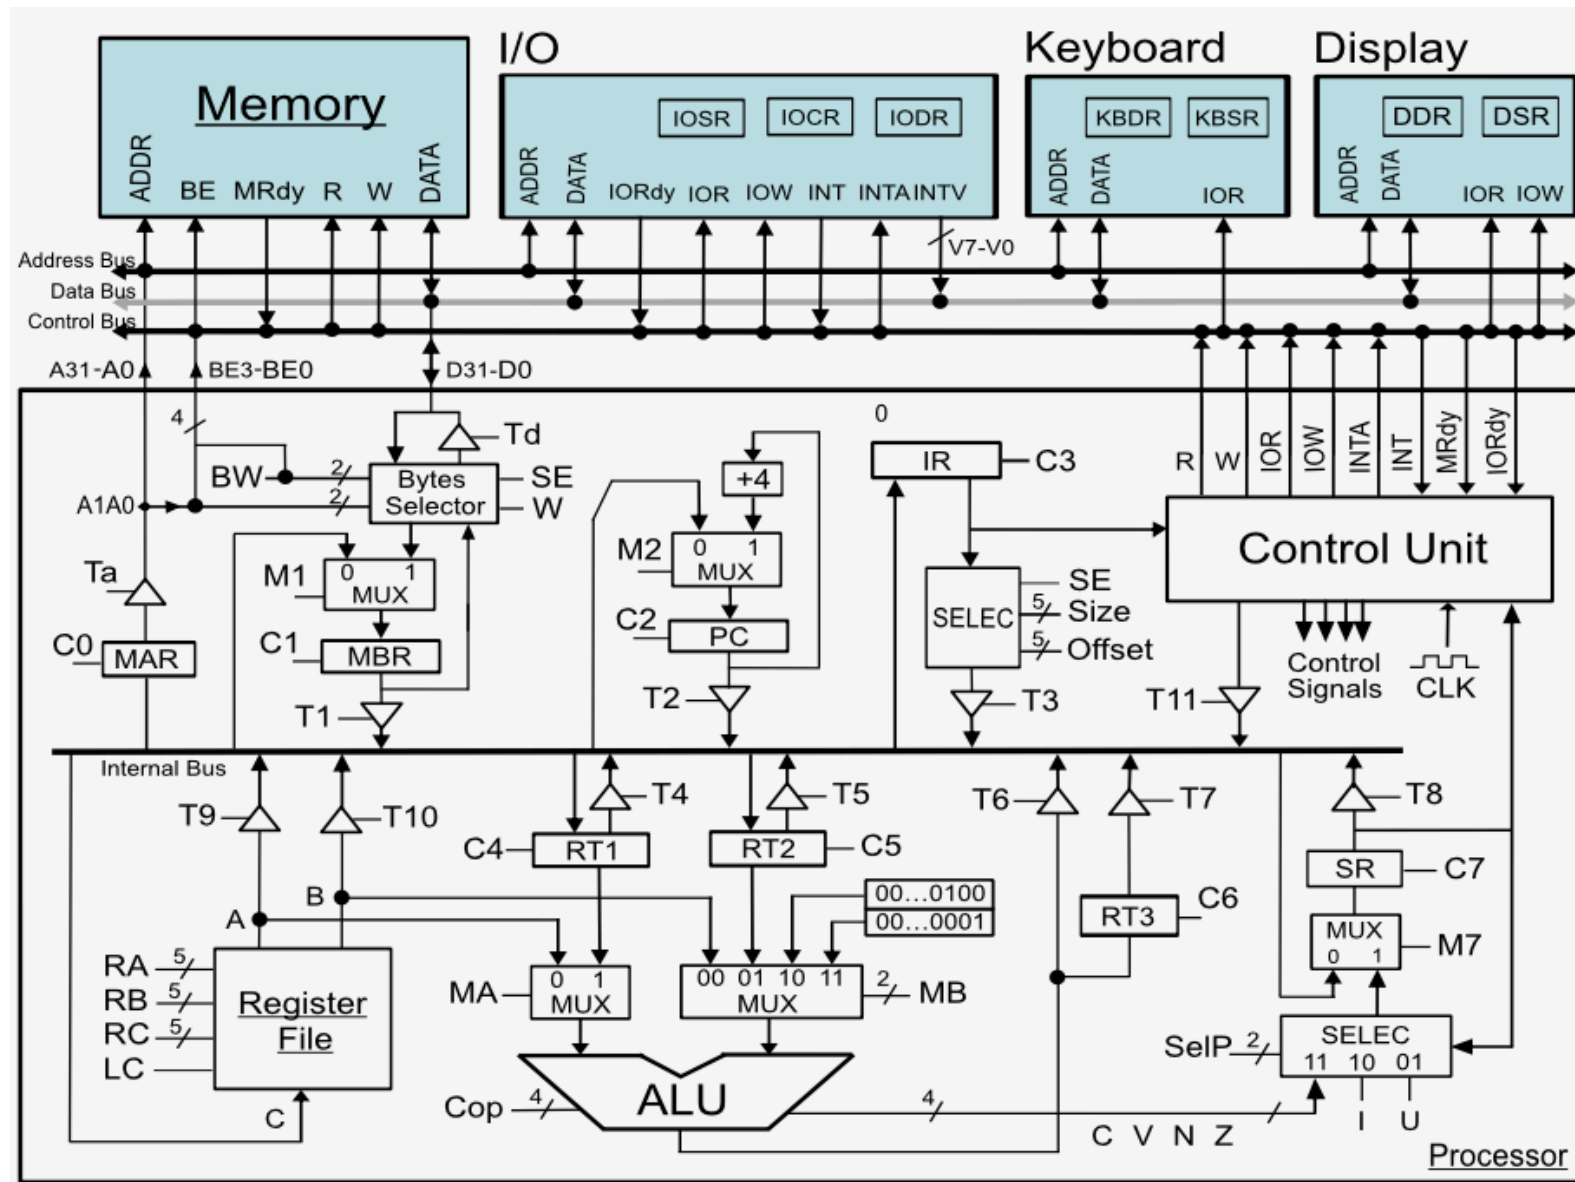 I/O
Keyboard
Display
Memory
IOSR
IOCR
IODR
KBDR
KBSR
DDR
DSR
ADDR
BE
MRdy
R
W
DATA
ADDR
DATA
IORdy
IOR
IOW
INT
INTA
INTV
ADDR
DATA
IOR
ADDR
DATA
IOR
IOW
V7-V0
Address Bus
Data Bus
Control Bus
A31-A0
BE3-BE0
D31-D0
4
Td
0
IR
C3
R
W
IOR
IOW
INTA
INT
MRdy
IORdy
BW
2
Bytes
Selector
SE
W
+4
A1A0
2
Control Unit
Ta
M1
0 1
MUX
M2
0 1
MUX
SELEC
SE
5
Size
5
Offset
C0
MAR
C1
MBR
C2
PC
Control
Signals
CLK
T1
T2
T3
T11
Internal Bus
T9
T10
T4
T5
T6
T7
T8
C4
RT1
RT2
C5
SR
C7
A
B
00...0100
00...0001
RT3
C6
MUX
0 1
M7
RA
5
RB
5
RC
5
LC
Register
File
MA
0 1
MUX
00 01 10 11
MUX
2
MB
SelP
2
SELEC
11 10 01
C
Cop
4
ALU
4
C V N Z
I
U
Processor